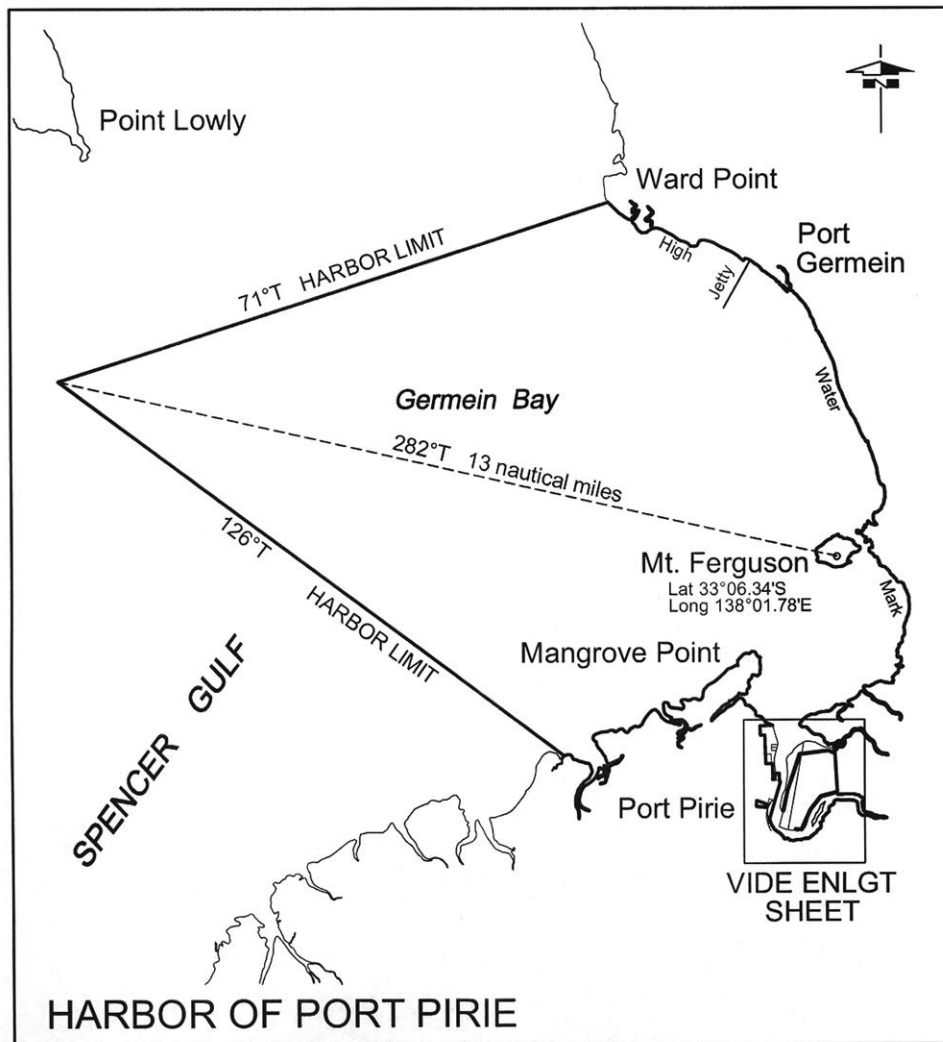 N
Point Lowly
Ward Point
Port
Germein
High
Jetty
71°T HARBOR LIMIT
Water
Germein Bay
282°T 13 nautical miles
126°T
HARBOR LIMIT
Mt. Ferguson
Lat 33°06.34'S
Long 138°01.78'E
Mark
Mangrove Point
SPENCER GULF
Port Pirie
VIDE ENLGT
SHEET
HARBOR OF PORT PIRIE